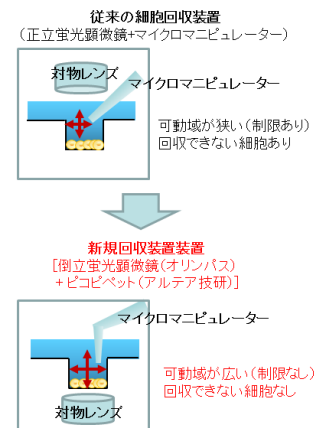 従来の細胞回収装置
（正立蛍光顕微鏡+マイクロマニピュレーター）
対物レンズ
マイクロマニピュレーター
可動域が狭い（制限あり）
回収できない細胞あり
新規回収装置装置
［倒立蛍光顕微鏡（オリンパス）
＋ピコピペット（アルテア技研）］
マイクロマニピュレーター
可動域が広い（制限なし）
回収できない細胞なし
対物レンズ